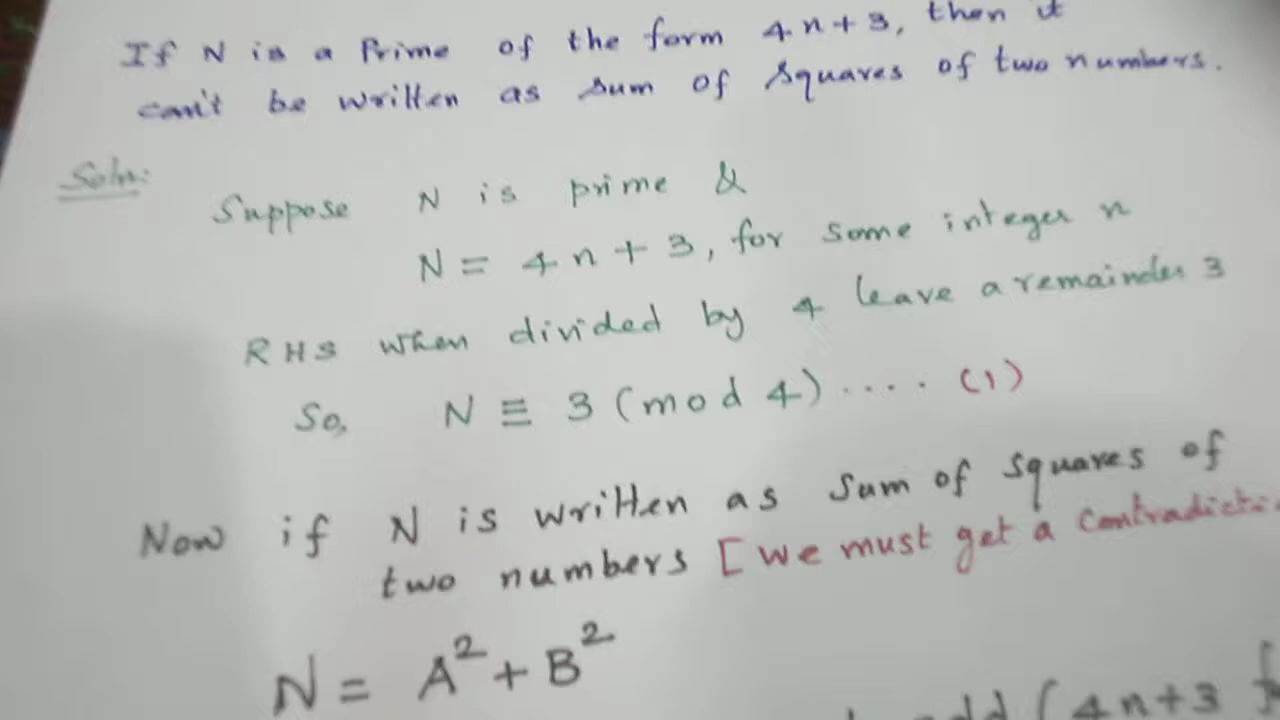 If N is a Prime of the form 4n+3, then it
can't be written as sum of squares of two numbers.
Soln:
Suppose N is prime &
N = 4n+3, for some integer n
RHS when divided by 4 leave a remainder 3
So, N ≡ 3 (mod 4) .... (1)
Now if N is written as sum of squares of
two numbers [We must get a
N = A² + B²
odd (4n+3